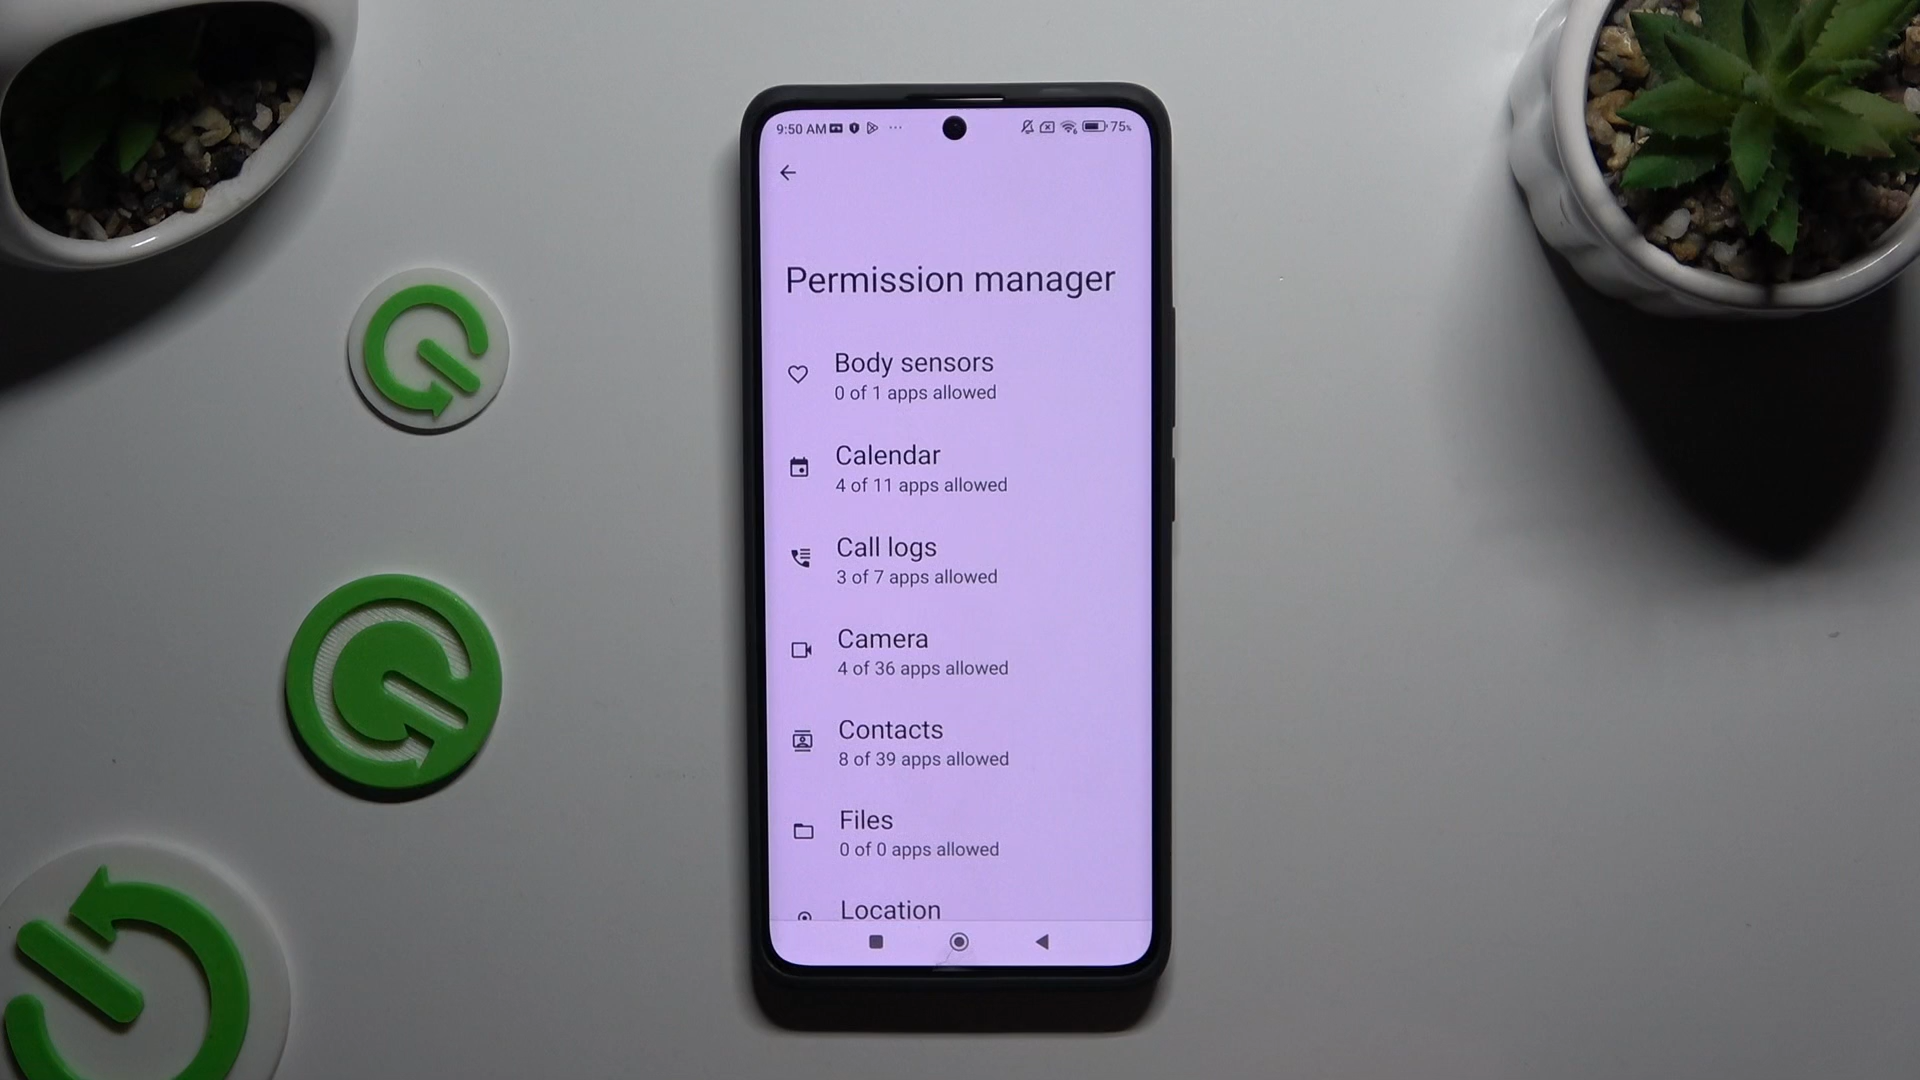 9:50 AM
75%
Permission manager
Body sensors
0 of 1 apps allowed
Calendar
4 of 11 apps allowed
Call logs
3 of 7 apps allowed
Camera
4 of 36 apps allowed
Contacts
8 of 39 apps allowed
Files
0 of 0 apps allowed
Location